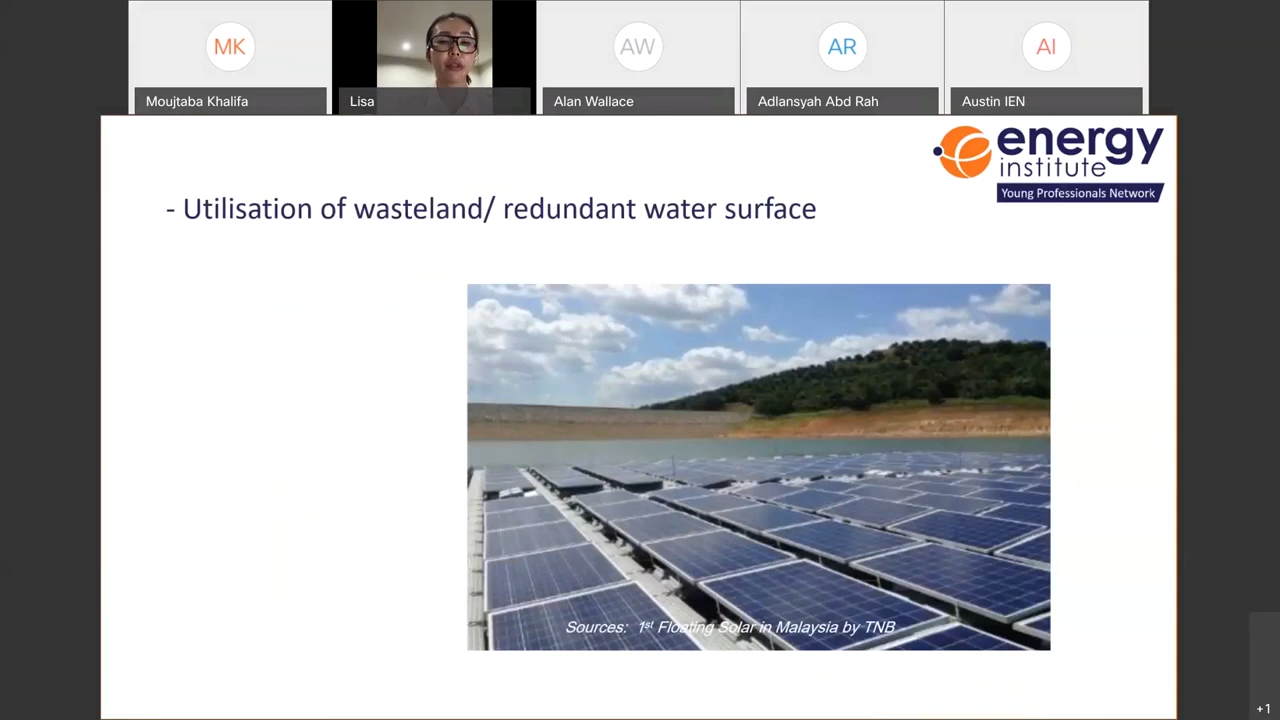 MK
AW
AR
AI
Moujtaba Khalifa
Lisa
Alan Wallace
Adlansyah Abd Rah
Austin IEN
energy
institute
Young Professionals Network
- Utilisation of wasteland/ redundant water surface
Sources: 1st Floating Solar in Malaysia by TNB
+1